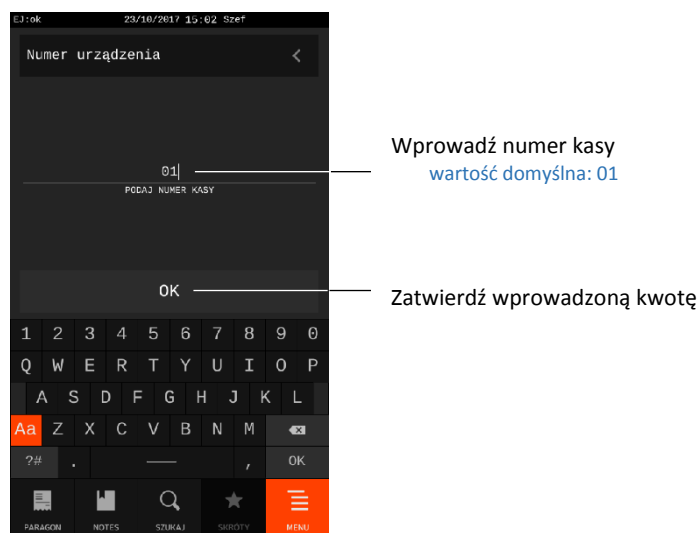 EJ:ok 23/10/2017 15:02 Szef
Numer urządzenia
01
PODAJ NUMER KASY
Wprowadź numer kasy
wartość domyślna: 01
OK
Zatwierdź wprowadzoną kwotę
1 2 3 4 5 6 7 8 9 0
Q W E R T Y U I O P
A S D F G H J K L
Aa Z X C V B N M
?# . , OK
PARAGON NOTES SZUKAJ SKRÓTY MENU